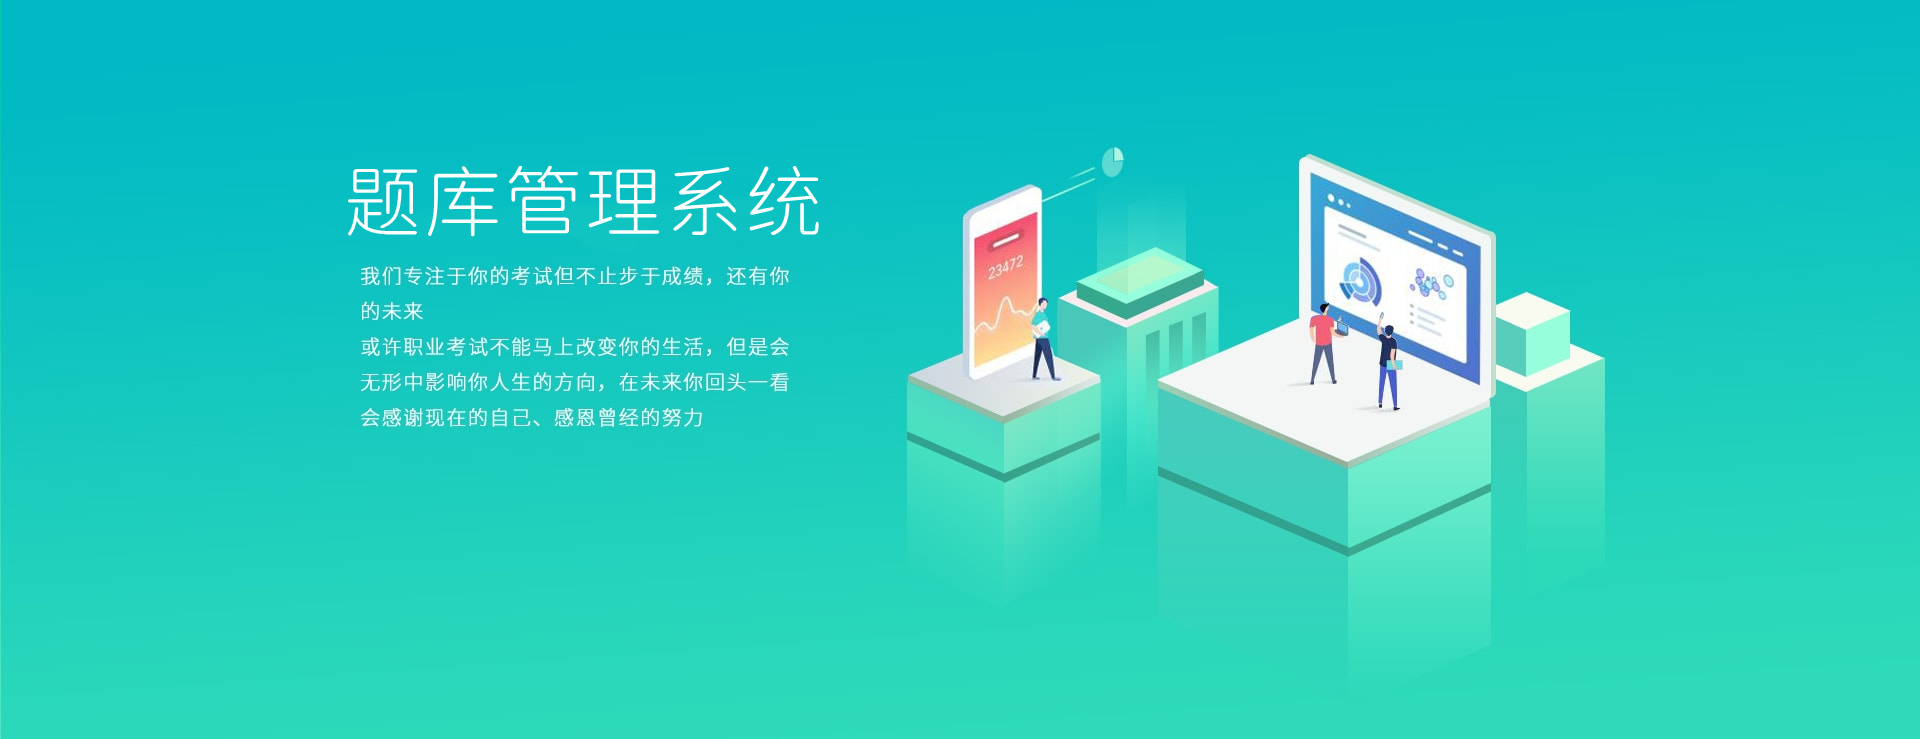 题库管理系统
我们专注于你的考试但不止步于成绩，还有你
的未来
或许职业考试不能马上改变你的生活，但是会
无形中影响你人生的方向，在未来你回头一看
会感谢现在的自己、感恩曾经的努力
23472